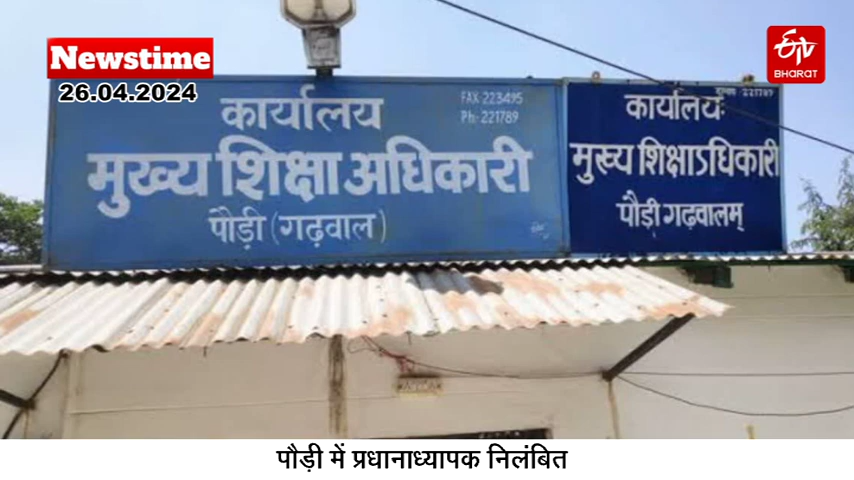 Newstime
26.04.2024
ETV
BHARAT
कार्यालय
FAX-223495
Ph:-221789
मुख्य शिक्षा अधिकारी
पौड़ी (गढ़वाल)
कार्यालयः
221789
मुख्य शिक्षाऽधिकारी
पौड़ी गढ़वालम्
पौड़ी में प्रधानाध्यापक निलंबित